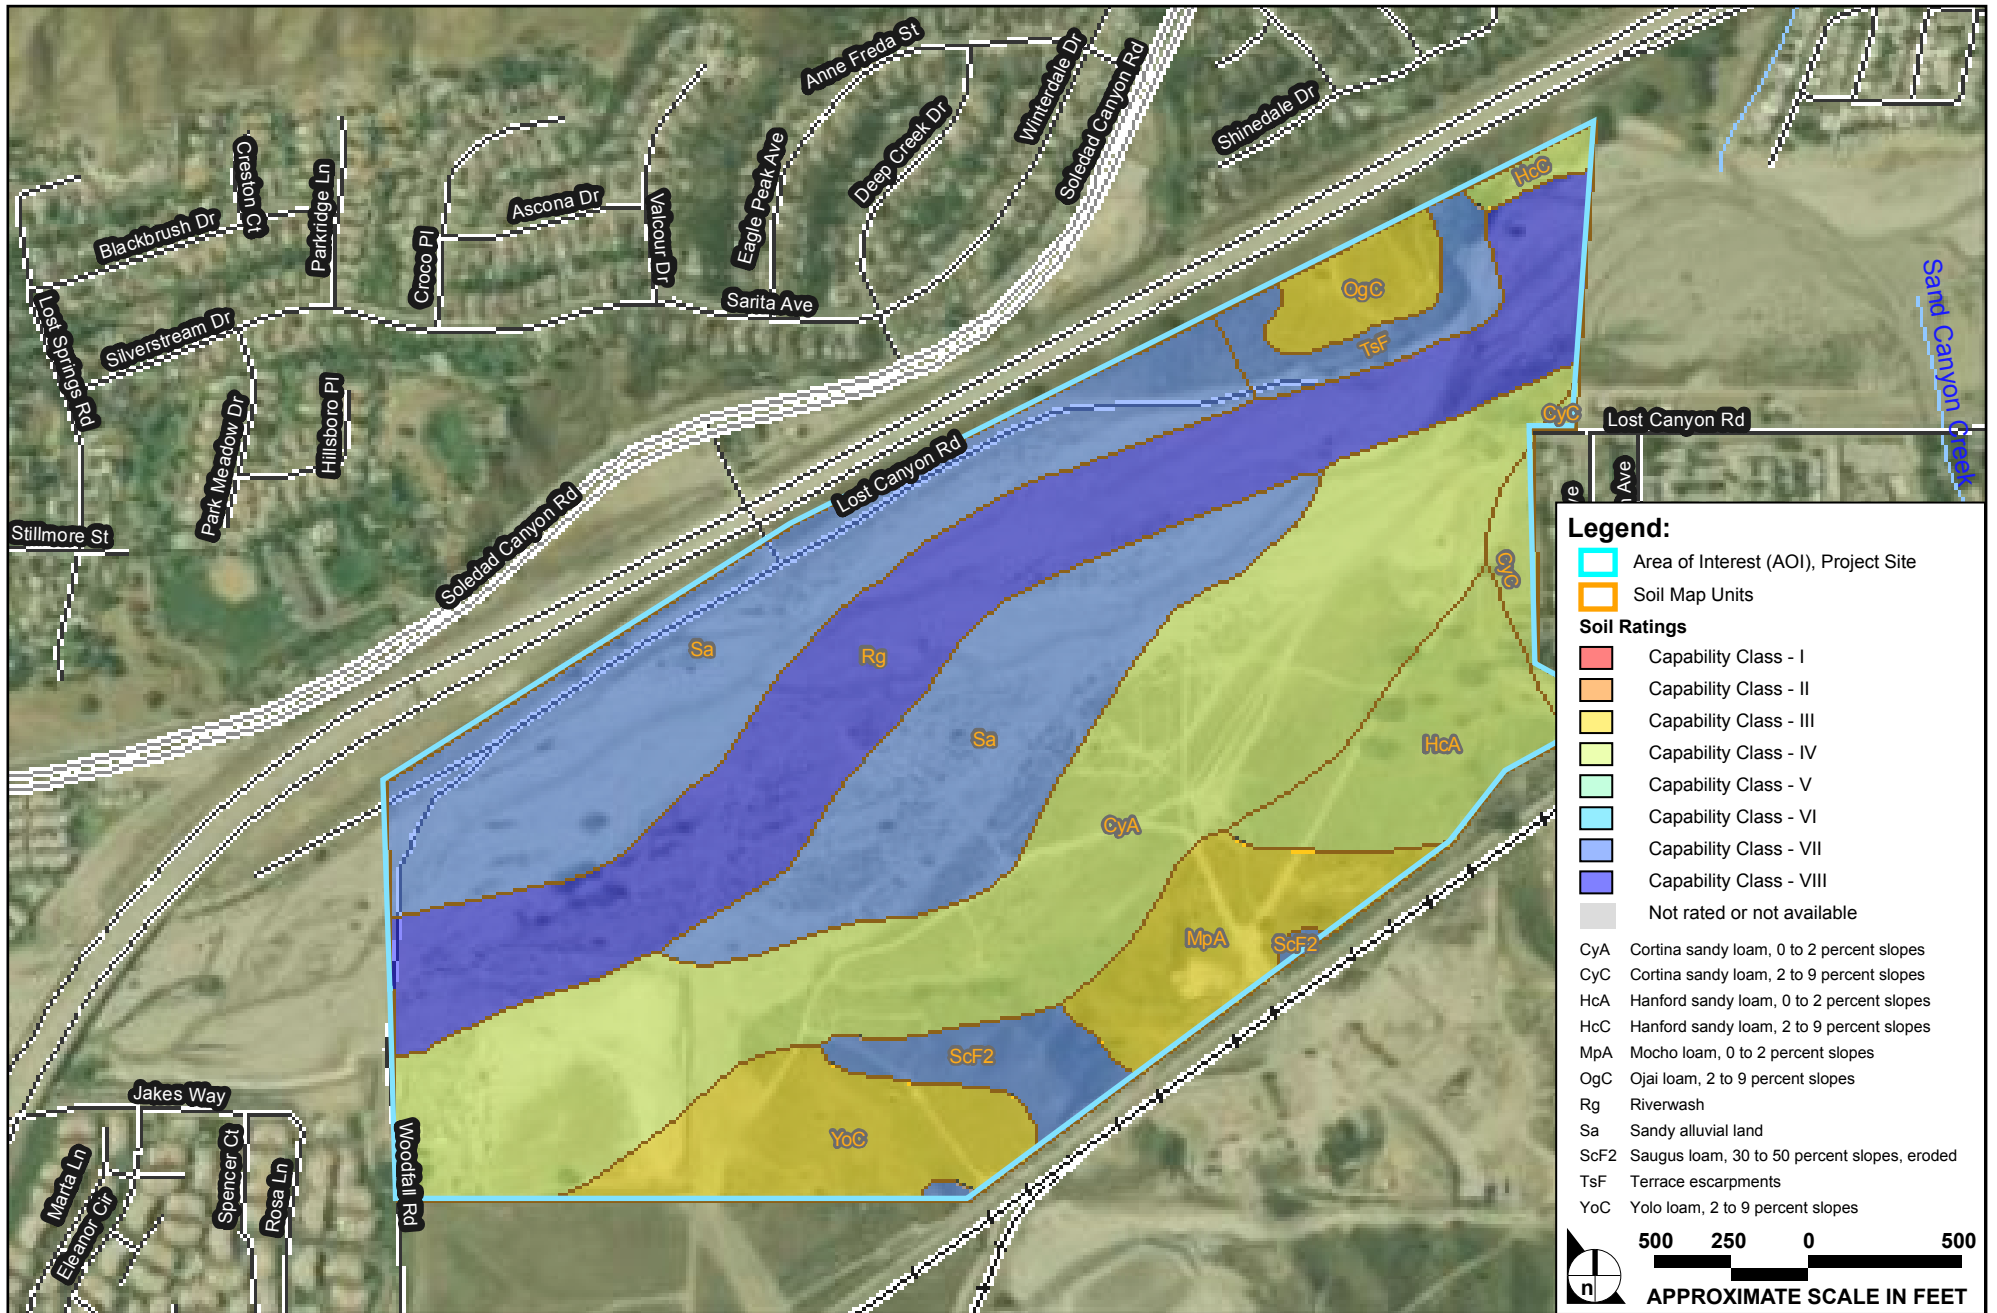 Anne Freda St
Winterdale Dr
Soledad Canyon Rd
Shinedale Dr
Deep Creek Dr
Eagle Peak Ave
Creston Ct
Parkridge Ln
Blackbrush Dr
Croco Pl
Ascona Dr
Valcour Dr
Sarita Ave
Lost Springs Rd
Silverstream Dr
Park Meadow Dr
Hillsboro Pl
Stillmore St
Soledad Canyon Rd
Lost Canyon Rd
Lost Canyon Rd
Sand Canyon Creek
Ave
HcC
OgC
TsF
CyC
CyC
Sa
Rg
Sa
HcA
CyA
MpA
ScF2
ScF2
YoC
Jakes Way
Marta Ln
Eleanor Cir
Spencer Ct
Rosa Ln
Woodfall Rd
Legend:
Area of Interest (AOI), Project Site
Soil Map Units
Soil Ratings
Capability Class - I
Capability Class - II
Capability Class - III
Capability Class - IV
Capability Class - V
Capability Class - VI
Capability Class - VII
Capability Class - VIII
Not rated or not available
CyA Cortina sandy loam, 0 to 2 percent slopes
CyC Cortina sandy loam, 2 to 9 percent slopes
HcA Hanford sandy loam, 0 to 2 percent slopes
HcC Hanford sandy loam, 2 to 9 percent slopes
MpA Mocho loam, 0 to 2 percent slopes
OgC Ojai loam, 2 to 9 percent slopes
Rg Riverwash
Sa Sandy alluvial land
ScF2 Saugus loam, 30 to 50 percent slopes, eroded
TsF Terrace escarpments
YoC Yolo loam, 2 to 9 percent slopes
n
500 250 0 500
APPROXIMATE SCALE IN FEET